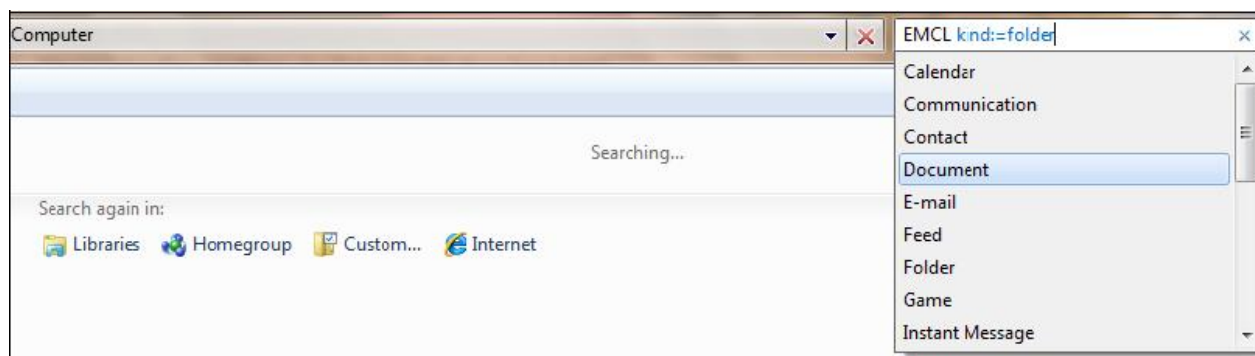 Computer
EMCL kind:=folder
Calendar
Communication
Contact
Document
E-mail
Feed
Folder
Game
Instant Message
Searching...
Search again in:
Libraries Homegroup Custom... Internet